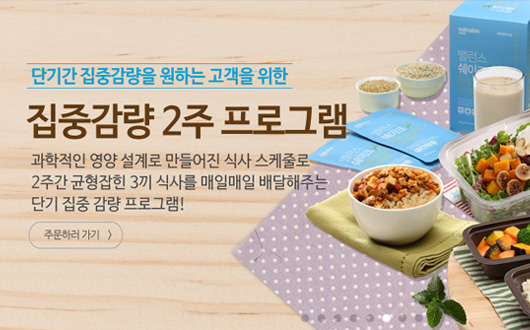 단기간 집중감량을 원하는 고객을 위한
집중감량 2주 프로그램
과학적인 영양 설계로 만들어진 식사 스케줄로
2주간 균형잡힌 3끼 식사를 매일매일 배달해주는
단기 집중 감량 프로그램!
주문하러 가기 >
밸런스